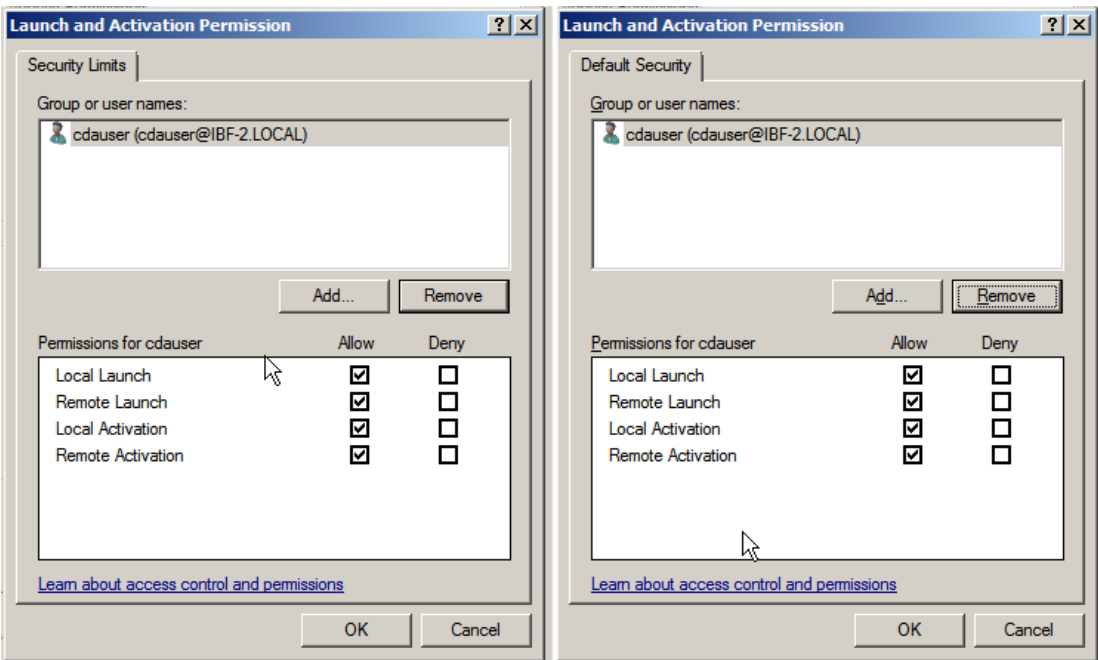 Launch and Activation Permission
Security Limits
Group or user names:
cdauser (cdauser@IBF-2.LOCAL)
Add...
Remove
Permissions for cdauser
Allow
Deny
Local Launch
Remote Launch
Local Activation
Remote Activation
Learn about access control and permissions
OK
Cancel
Launch and Activation Permission
Default Security
Group or user names:
cdauser (cdauser@IBF-2.LOCAL)
Add...
Remove
Permissions for cdauser
Allow
Deny
Local Launch
Remote Launch
Local Activation
Remote Activation
Learn about access control and permissions
OK
Cancel